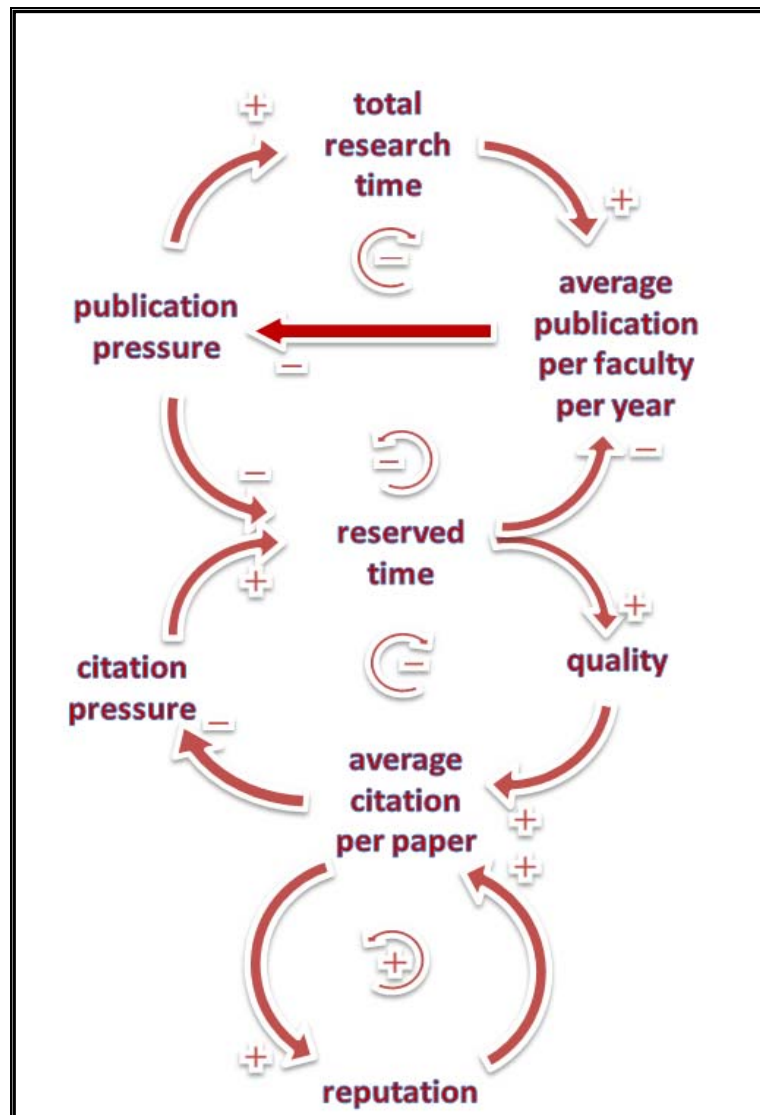 +
total
research
time
+
−
average
publication
per faculty
per year
publication
pressure
−
−
−
−
reserved
time
+
+
−
quality
citation
pressure
−
average
citation
per paper
+
+
+
+
reputation